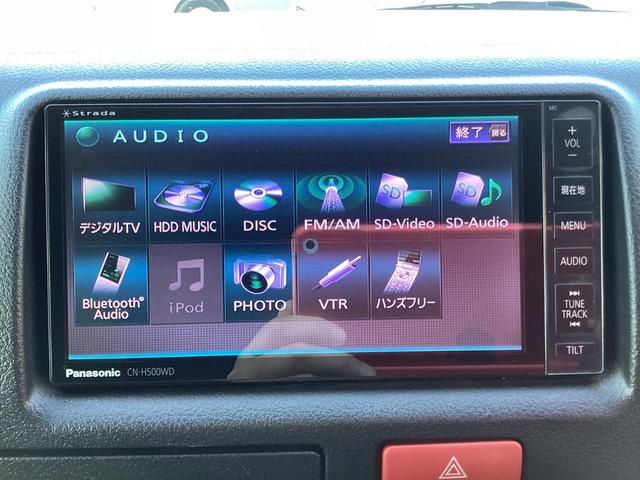 Strada
AUDIO
終了 戻る
デジタルTV
HDD MUSIC
DISC
FM/AM
SD-Video
SD-Audio
SD
SD
Bluetooth®
Audio
iPod
PHOTO
VTR
ハンズフリー
MIC
+
VOL
−
現在地
MENU
AUDIO
TUNE
TRACK
TILT
Panasonic CN-H500WD